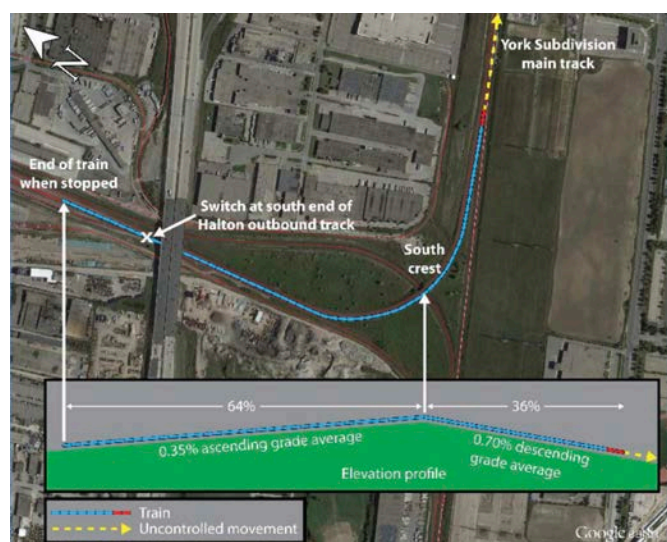 N
York Subdivision
main track
End of train
when stopped
Switch at south end of
Halton outbound track
South
crest
64%
36%
0.35% ascending grade average
0.70% descending
grade average
Elevation profile
Train
Uncontrolled movement
Google earth